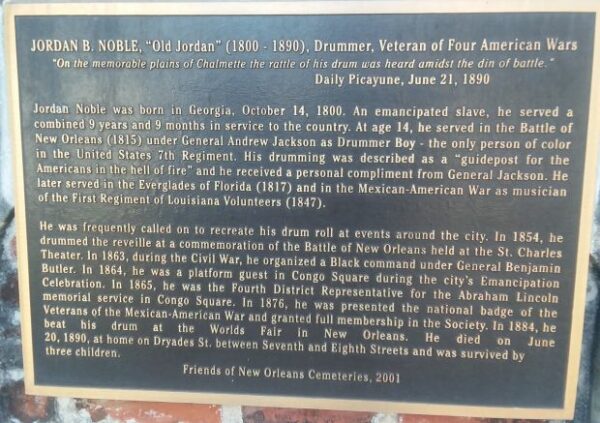 JORDAN B. NOBLE, "Old Jordan" (1800 - 1890), Drummer, Veteran of Four American Wars
"On the memorable plains of Chalmette the rattle of his drum was heard amidst the din of battle."
Daily Picayune, June 21, 1890
Jordan Noble was born in Georgia, October 14, 1800. An emancipated slave, he served a
combined 9 years and 9 months in service to the country. At age 14, he served in the Battle of
New Orleans (1815) under General Andrew Jackson as Drummer Boy - the only person of color
in the United States 7th Regiment. His drumming was described as a "guidepost for the
Americans in the hell of fire" and he received a personal compliment from General Jackson. He
later served in the Everglades of Florida (1817) and in the Mexican-American War as musician
of the First Regiment of Louisiana Volunteers (1847).
He was frequently called on to recreate his drum roll at events around the city. In 1854, he
drummed the reveille at a commemoration of the Battle of New Orleans held at the St. Charles
Theater. In 1863, during the Civil War, he organized a Black command under General Benjamin
Butler. In 1864, he was a platform guest in Congo Square during the city's Emancipation
Celebration. In 1865, he was the Fourth District Representative for the Abraham Lincoln
memorial service in Congo Square. In 1876, he was presented the national badge of the
Veterans of the Mexican-American War and granted full membership in the Society. In 1884, he
beat his drum at the Worlds Fair in New Orleans. He died on June
20, 1890, at home on Dryades St. between Seventh and Eighth Streets and was survived by
three children.
Friends of New Orleans Cemeteries, 2001